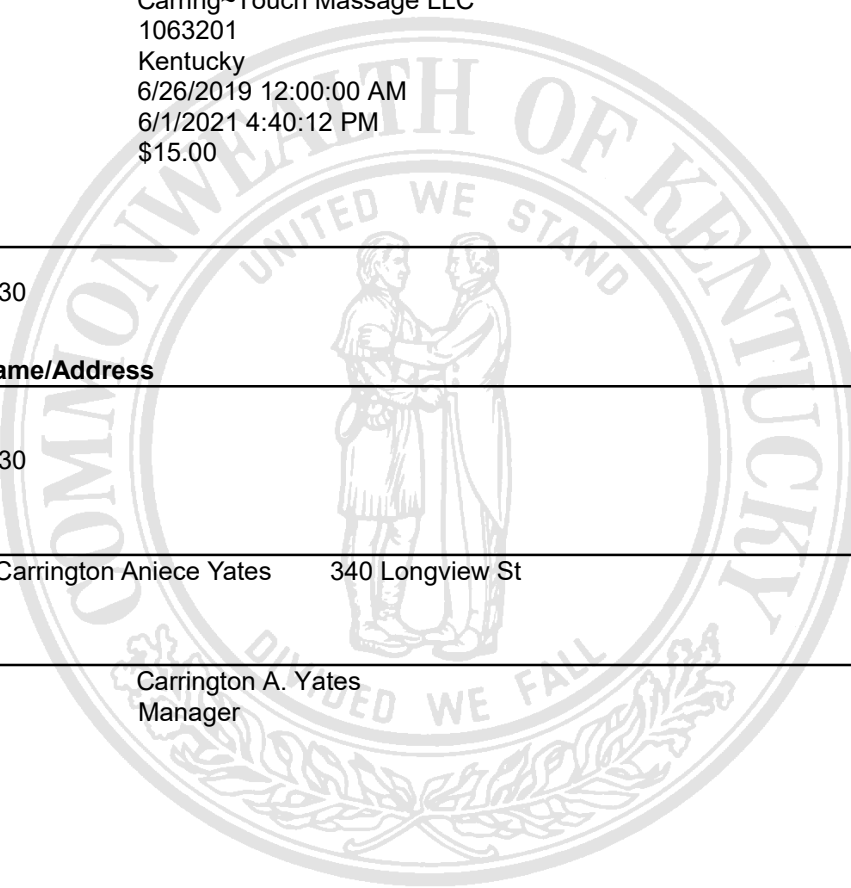 Carring~Touch Massage LLC
1063201
Kentucky
6/26/2019 12:00:00 AM
6/1/2021 4:40:12 PM
$15.00
COMMONWEALTH OF KENTUCKY
UNITED WE STAND
30
ame/Address
30
Carrington Aniece Yates 340 Longview St
DIVIDED WE FALL
Carrington A. Yates
Manager